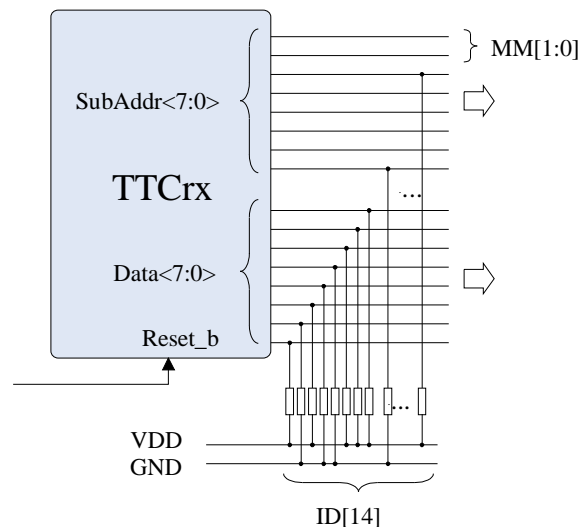 MM[1:0]
SubAddr<7:0>
TTCrx
...
Data<7:0>
Reset_b
...
VDD
GND
ID[14]